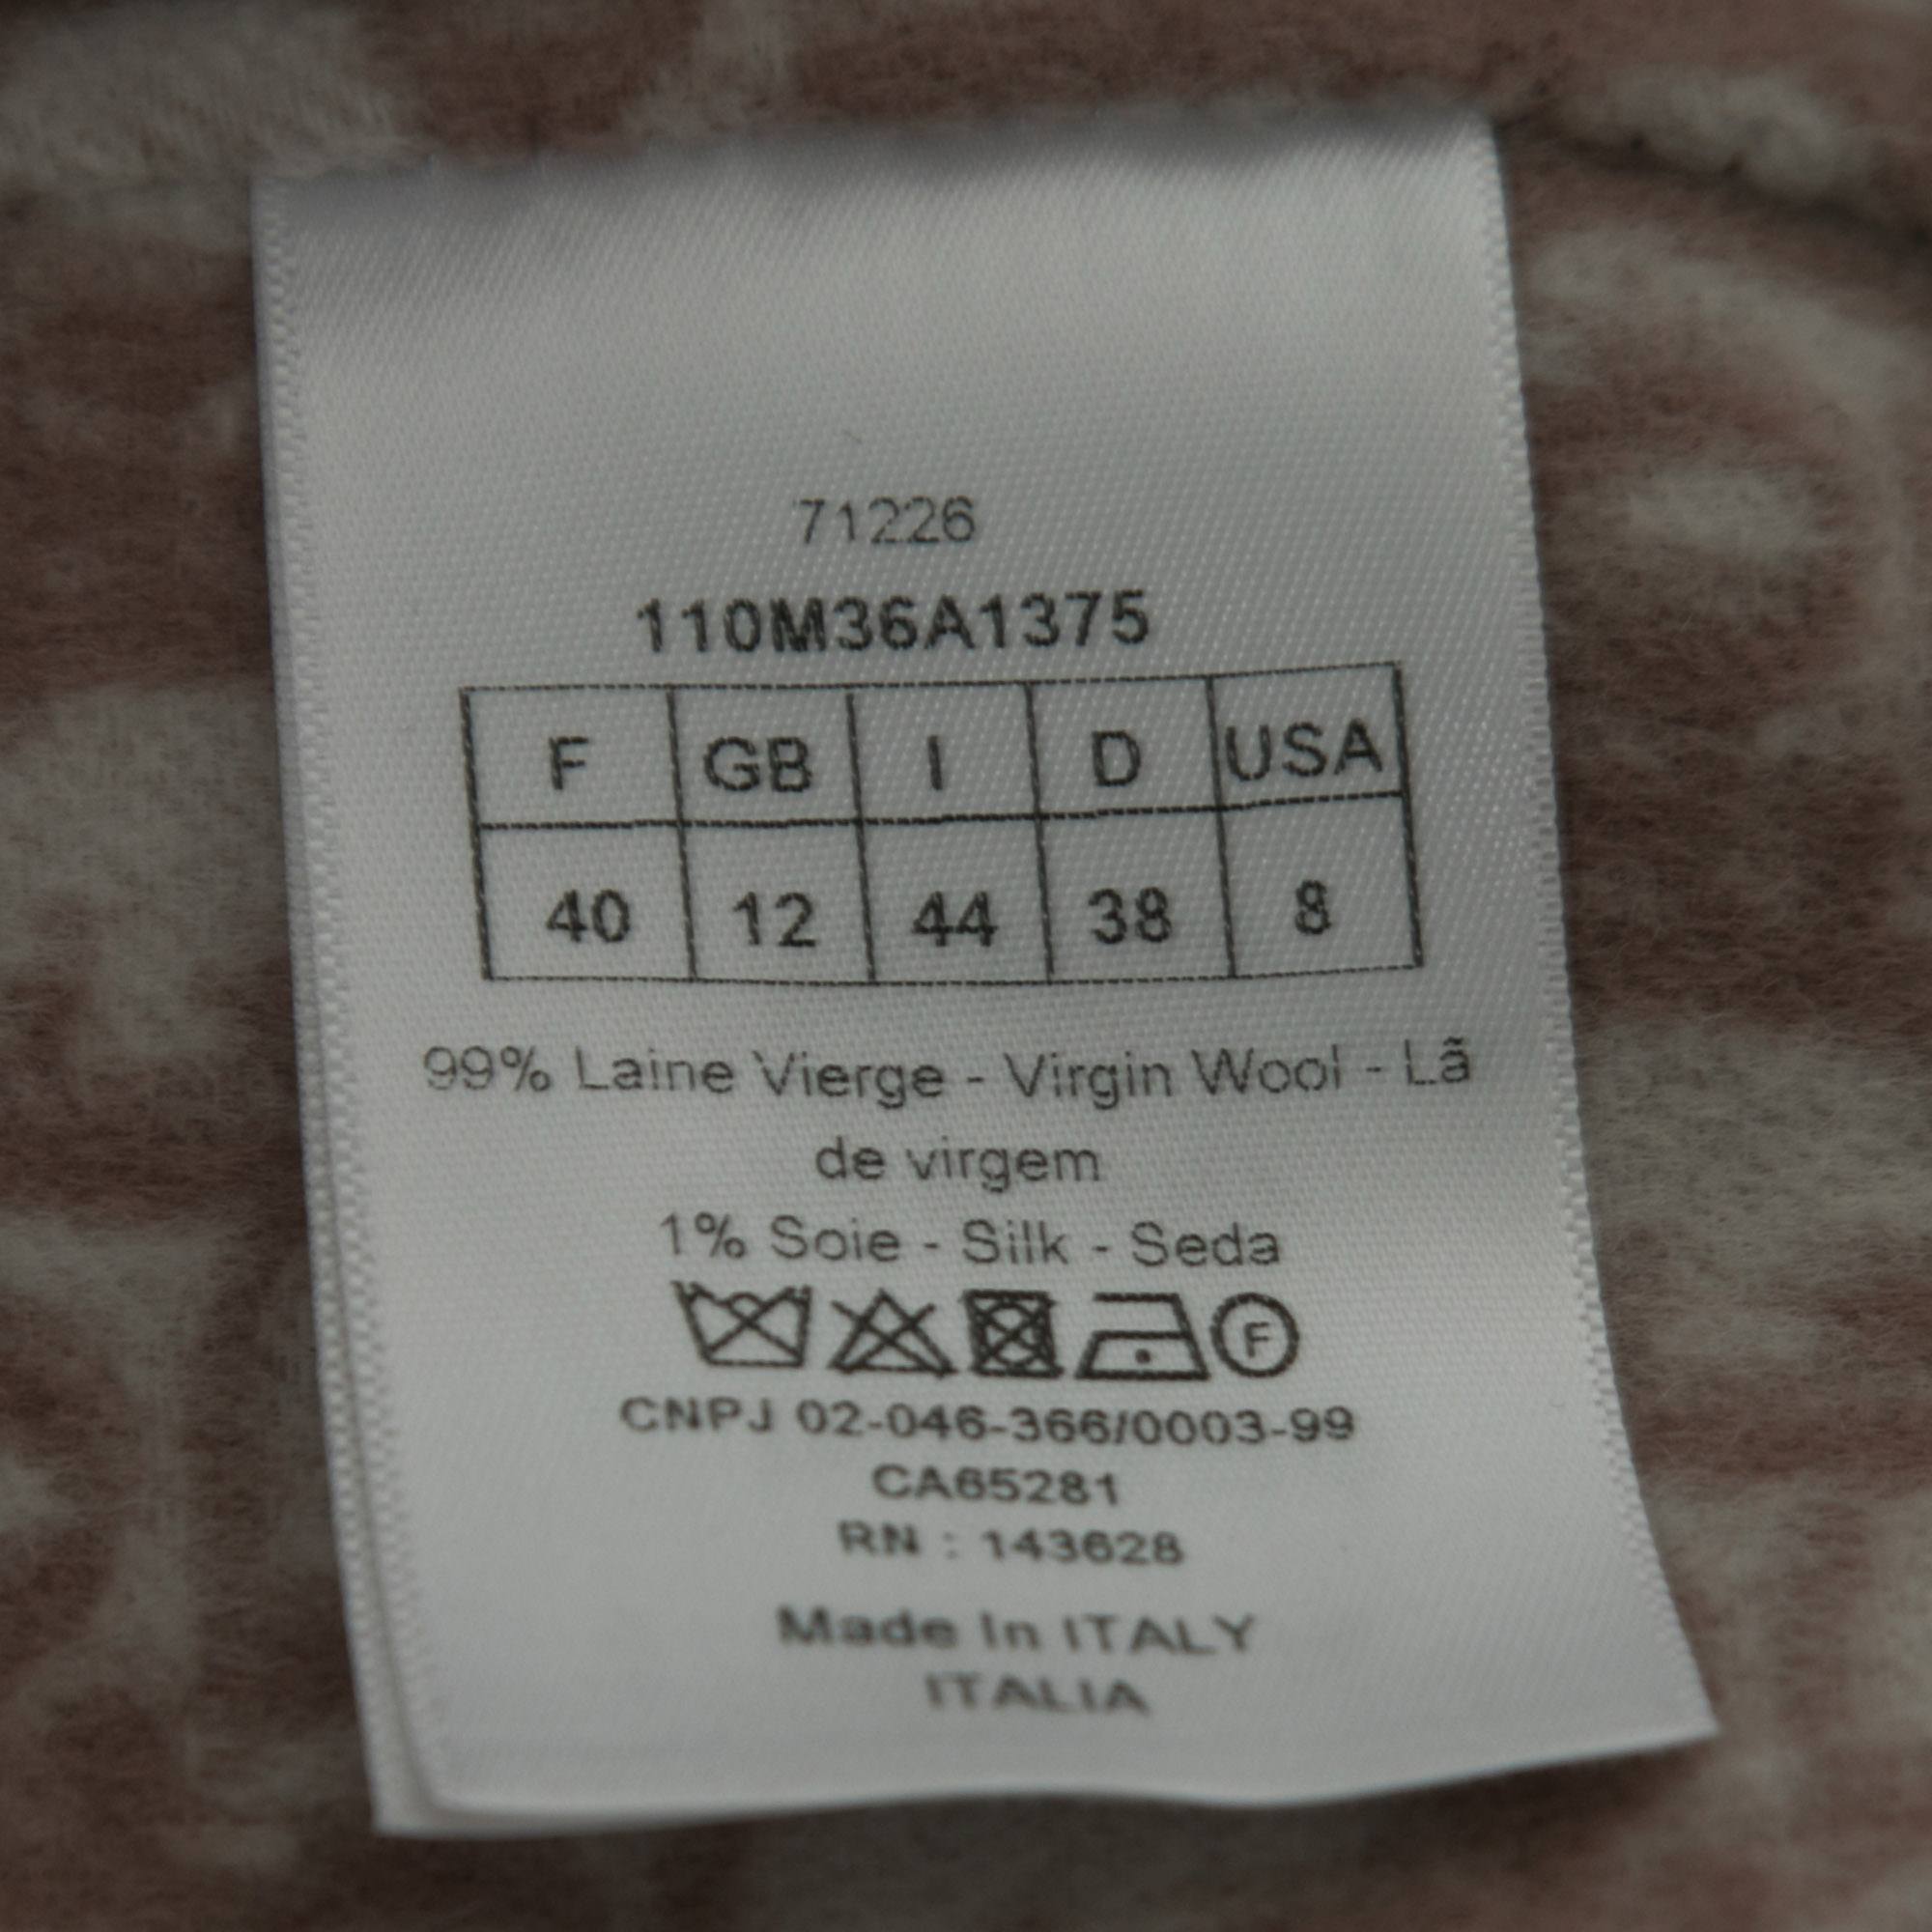 71226
110M36A1375
F GB I D USA
40 12 44 38 8
99% Laine Vierge - Virgin Wool - Lã
de virgem
1% Soie - Silk - Seda
F
CNPJ 02-046-366/0003-99
CA65281
RN : 143628
Made In ITALY
ITALIA